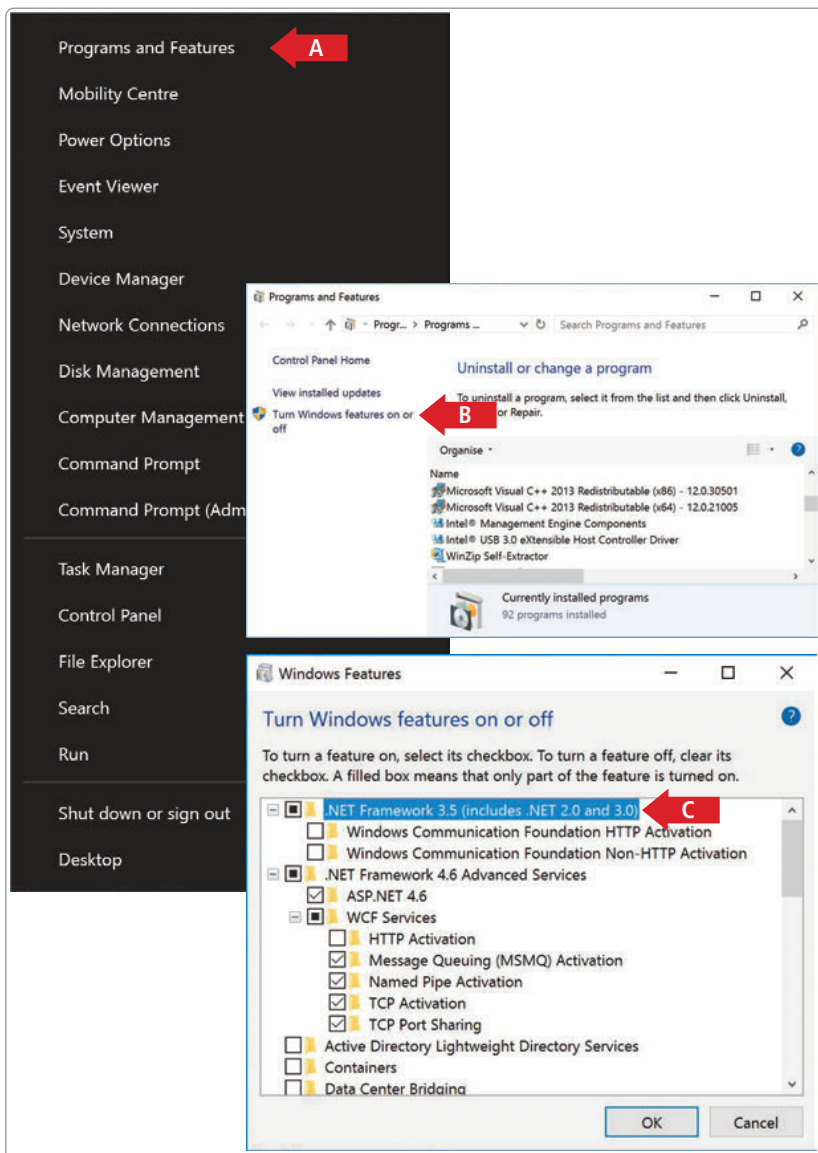 Programs and Features
A
Mobility Centre
Power Options
Event Viewer
System
Device Manager
Network Connections
Disk Management
Computer Management
Command Prompt
Command Prompt (Adm
Task Manager
Control Panel
File Explorer
Search
Run
Shut down or sign out
Desktop
Programs and Features
Progr... > Programs ...
Search Programs and Features
Control Panel Home
View installed updates
Turn Windows features on or
off
B
Uninstall or change a program
To uninstall a program, select it from the list and then click Uninstall,
or Repair.
Organise
Name
Microsoft Visual C++ 2013 Redistributable (x86) - 12.0.30501
Microsoft Visual C++ 2013 Redistributable (x64) - 12.0.21005
Intel® Management Engine Components
Intel® USB 3.0 eXtensible Host Controller Driver
WinZip Self-Extractor
Currently installed programs
92 programs installed
Windows Features
Turn Windows features on or off
To turn a feature on, select its checkbox. To turn a feature off, clear its
checkbox. A filled box means that only part of the feature is turned on.
.NET Framework 3.5 (includes .NET 2.0 and 3.0)
C
Windows Communication Foundation HTTP Activation
Windows Communication Foundation Non-HTTP Activation
.NET Framework 4.6 Advanced Services
ASP.NET 4.6
WCF Services
HTTP Activation
Message Queuing (MSMQ) Activation
Named Pipe Activation
TCP Activation
TCP Port Sharing
Active Directory Lightweight Directory Services
Containers
Data Center Bridging
OK
Cancel